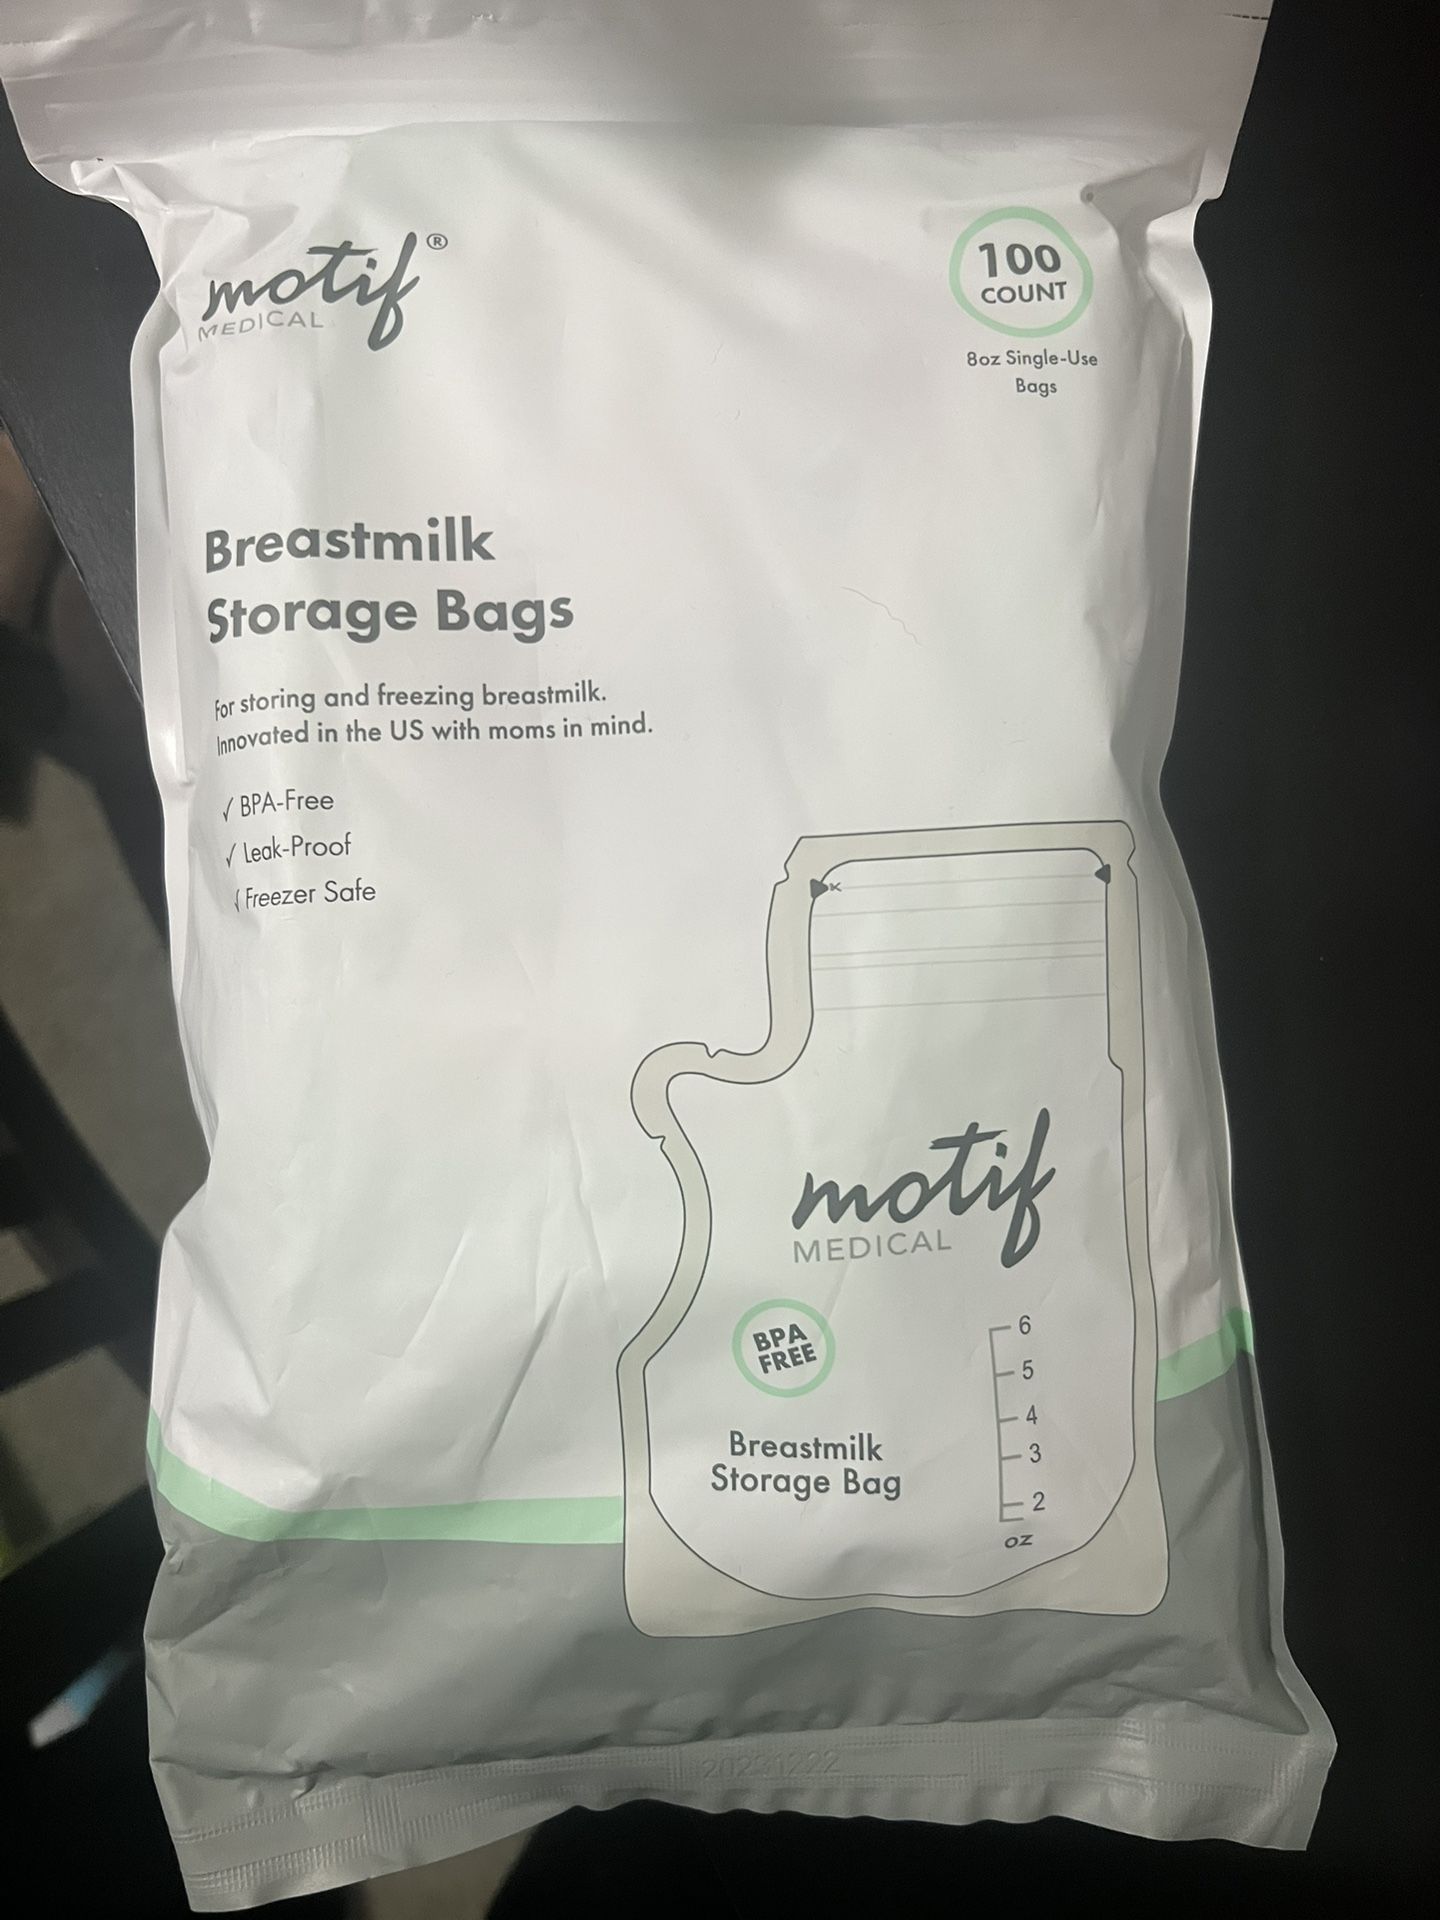 motif®
MEDICAL
100
COUNT
8oz Single-Use
Bags
Breastmilk
Storage Bags
For storing and freezing breastmilk.
Innovated in the US with moms in mind.
✓ BPA-Free
✓ Leak-Proof
✓ Freezer Safe
motif
MEDICAL
BPA
FREE
Breastmilk
Storage Bag
6
5
4
3
2
oz
20231222